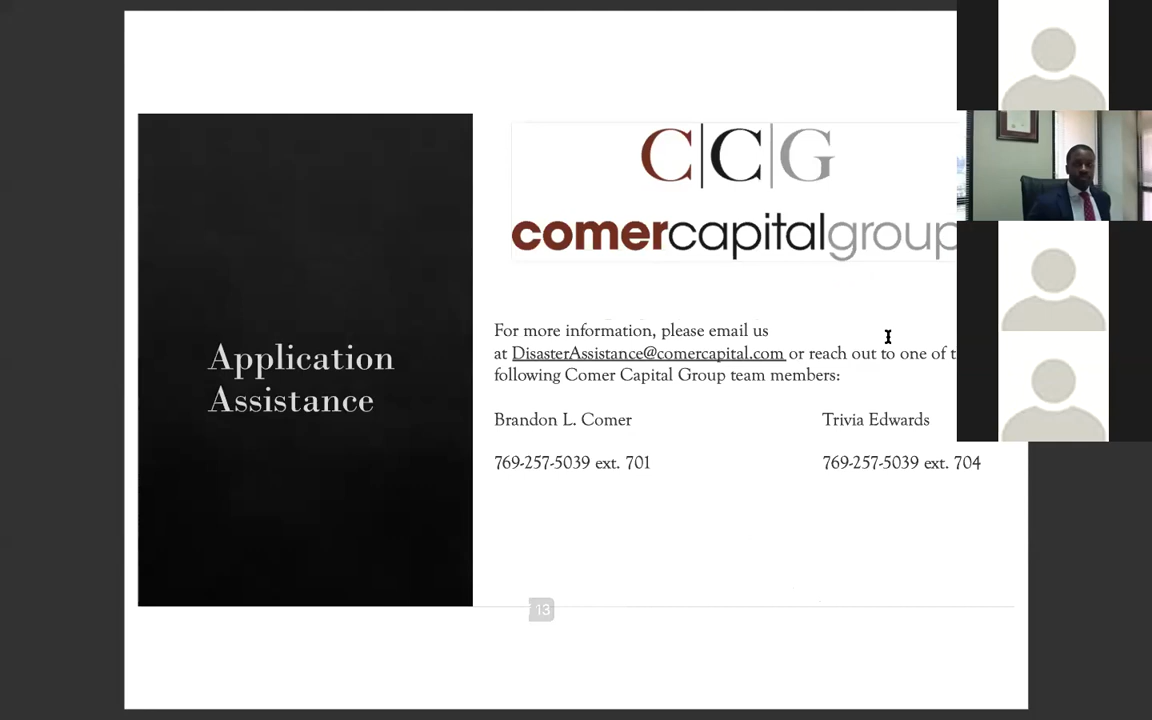 C|C|G
comercapitalgroup
Application
Assistance
For more information, please email us
at DisasterAssistance@comercapital.com or reach out to one of
following Comer Capital Group team members:
Brandon L. Comer
Trivia Edwards
769-257-5039 ext. 701
769-257-5039 ext. 704
13